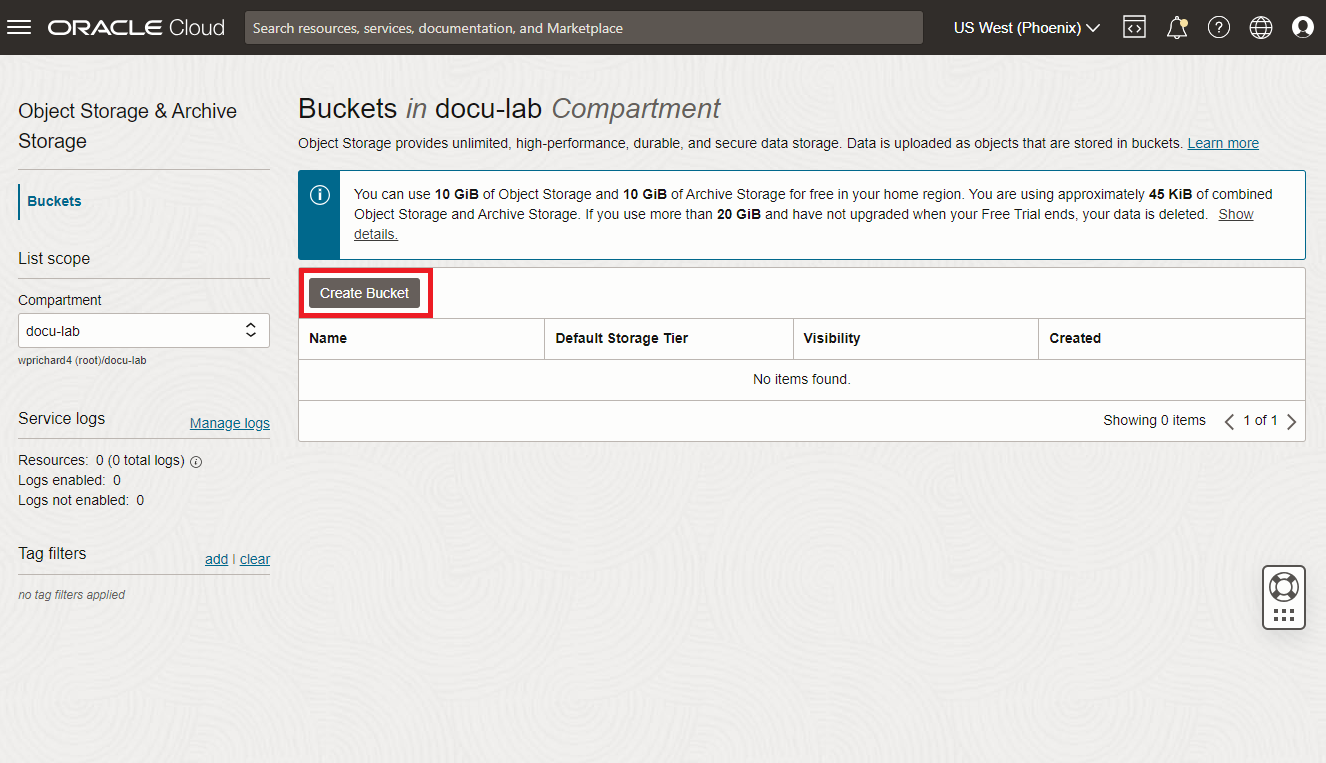 ORACLE Cloud
Search resources, services, documentation, and Marketplace
US West (Phoenix)
Object Storage & Archive
Storage
Buckets
List scope
Compartment
docu-lab
wprichard4 (root)/docu-lab
Service logs
Manage logs
Resources: 0 (0 total logs)
Logs enabled: 0
Logs not enabled: 0
Tag filters
add | clear
no tag filters applied
Buckets in docu-lab Compartment
Object Storage provides unlimited, high-performance, durable, and secure data storage. Data is uploaded as objects that are stored in buckets. Learn more
You can use 10 GiB of Object Storage and 10 GiB of Archive Storage for free in your home region. You are using approximately 45 KiB of combined
Object Storage and Archive Storage. If you use more than 20 GiB and have not upgraded when your Free Trial ends, your data is deleted. Show
details.
Create Bucket
Name Default Storage Tier Visibility Created
No items found.
Showing 0 items 1 of 1